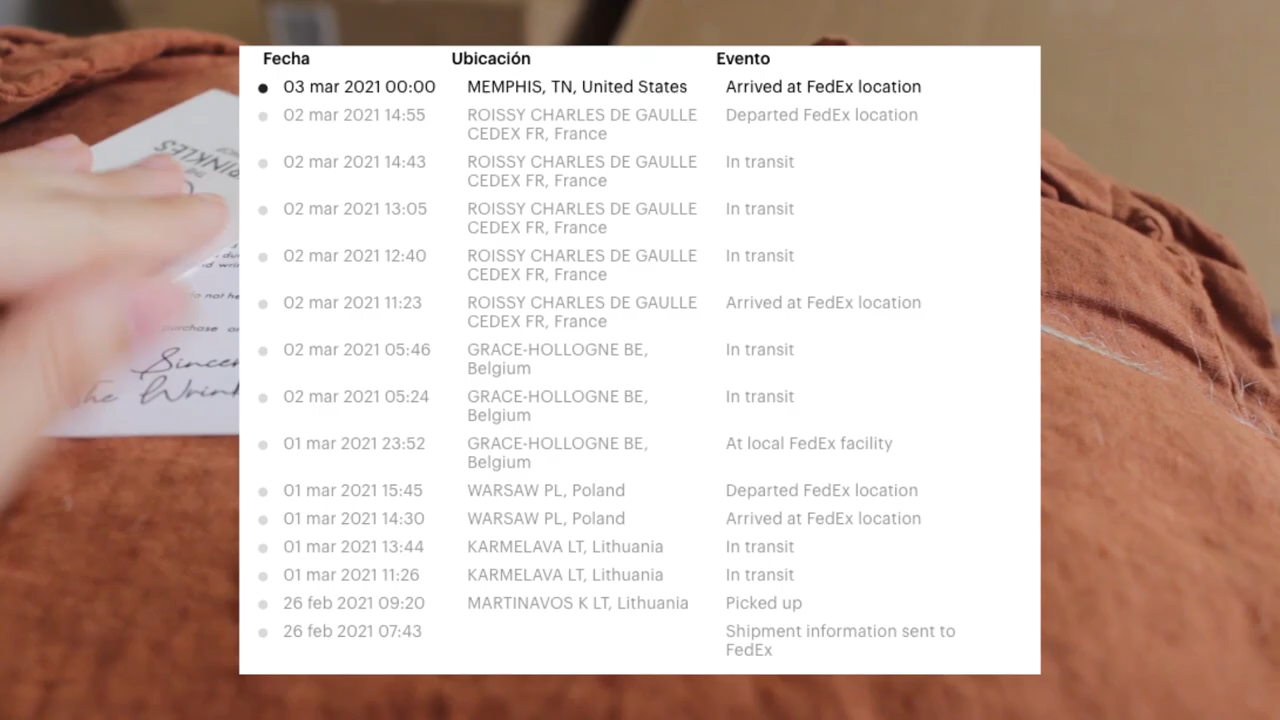 Fecha Ubicación Evento
03 mar 2021 00:00 MEMPHIS, TN, United States Arrived at FedEx location
02 mar 2021 14:55 ROISSY CHARLES DE GAULLE Departed FedEx location
CEDEX FR, France
02 mar 2021 14:43 ROISSY CHARLES DE GAULLE In transit
CEDEX FR, France
02 mar 2021 13:05 ROISSY CHARLES DE GAULLE In transit
CEDEX FR, France
02 mar 2021 12:40 ROISSY CHARLES DE GAULLE In transit
CEDEX FR, France
02 mar 2021 11:23 ROISSY CHARLES DE GAULLE Arrived at FedEx location
CEDEX FR, France
02 mar 2021 05:46 GRACE-HOLLOGNE BE, In transit
Belgium
02 mar 2021 05:24 GRACE-HOLLOGNE BE, In transit
Belgium
01 mar 2021 23:52 GRACE-HOLLOGNE BE, At local FedEx facility
Belgium
01 mar 2021 15:45 WARSAW PL, Poland Departed FedEx location
01 mar 2021 14:30 WARSAW PL, Poland Arrived at FedEx location
01 mar 2021 13:44 KARMELAVA LT, Lithuania In transit
01 mar 2021 11:26 KARMELAVA LT, Lithuania In transit
26 feb 2021 09:20 MARTINAVOS K LT, Lithuania Picked up
26 feb 2021 07:43 Shipment information sent to
FedEx
not
purchase
The